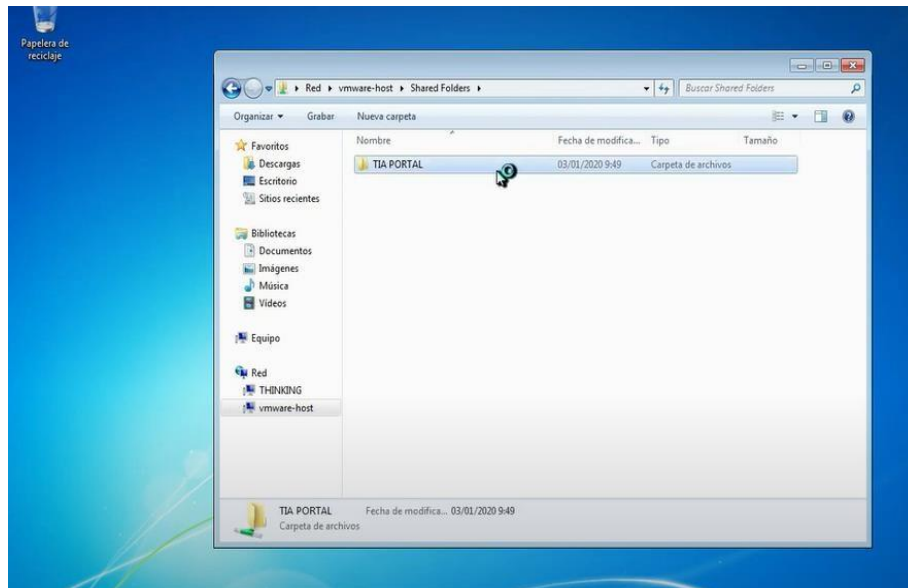 Papelera de
reciclaje
Red ▸ vmware-host ▸ Shared Folders ▸
Buscar Shared Folders
Organizar
Grabar
Nueva carpeta
Nombre
Fecha de modifica...
Tipo
Tamaño
Favoritos
Descargas
Escritorio
Sitios recientes
Bibliotecas
Documentos
Imágenes
Música
Vídeos
Equipo
Red
THINKING
vmware-host
TIA PORTAL
03/01/2020 9:49
Carpeta de archivos
TIA PORTAL
Fecha de modifica... 03/01/2020 9:49
Carpeta de archivos